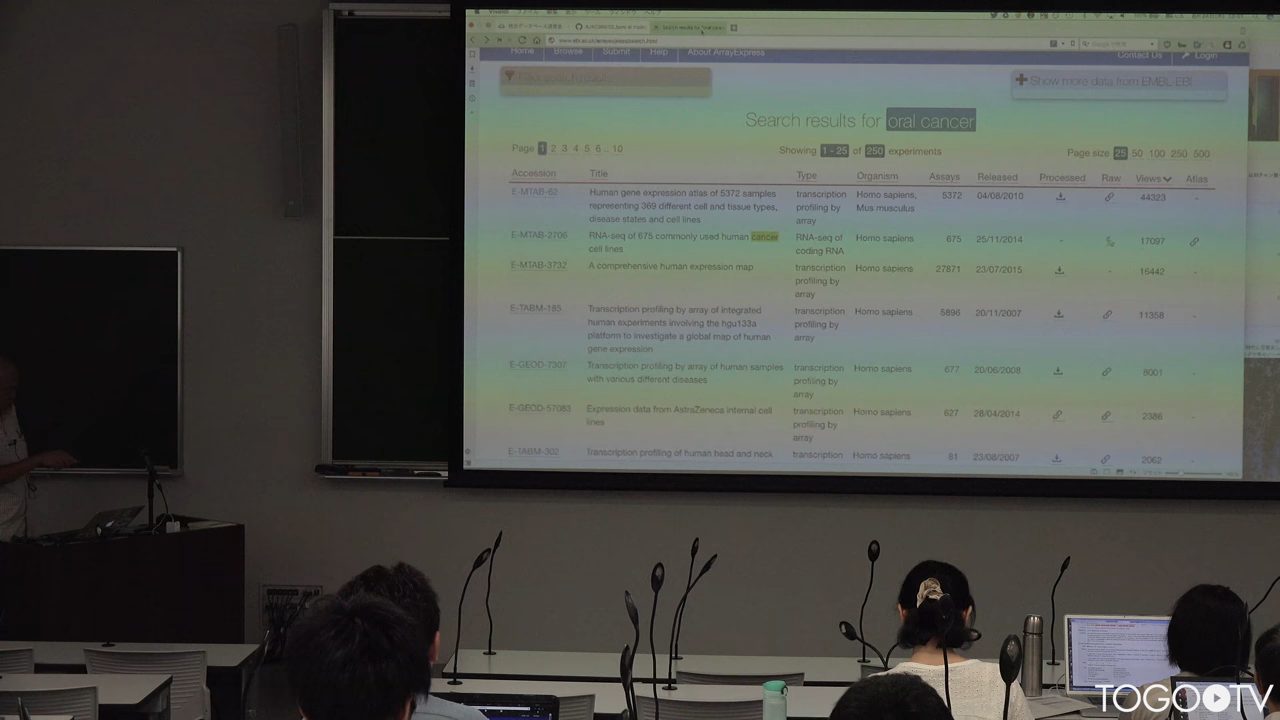 Home Browse Submit Help About ArrayExpress
Contact Us Login
Show more data from EMBL-EBI
Search results for oral cancer
Page 1 2 3 4 5 6 .. 10
Showing 1 - 25 of 250 experiments
Page size 25 50 100 250 500
Accession Title Type Organism Assays Released Processed Raw Views Atlas
E-MTAB-62 Human gene expression atlas of 5372 samples transcription Homo sapiens, 5372 04/08/2010 44323 -
representing 369 different cell and tissue types, profiling by Mus musculus
disease states and cell lines array
E-MTAB-2706 RNA-seq of 675 commonly used human cancer RNA-seq of Homo sapiens 675 25/11/2014 - 17097
cell lines coding RNA
E-MTAB-3732 A comprehensive human expression map transcription Homo sapiens 27871 23/07/2015 - 16442 -
profiling by
array
E-TABM-185 Transcription profiling by array of integrated transcription Homo sapiens 5896 20/11/2007 11358 -
human experiments involving the hgu133a profiling by
platform to investigate a global map of human array
gene expression
E-GEOD-7307 Transcription profiling by array of human samples transcription Homo sapiens 677 20/06/2008 8001 -
with various different diseases profiling by
array
E-GEOD-57083 Expression data from AstraZeneca internal cell transcription Homo sapiens 627 28/04/2014 2386 -
lines profiling by
array
E-TABM-302 Transcription profiling of human head and neck transcription Homo sapiens 81 23/08/2007 2062 -
TOGOTV